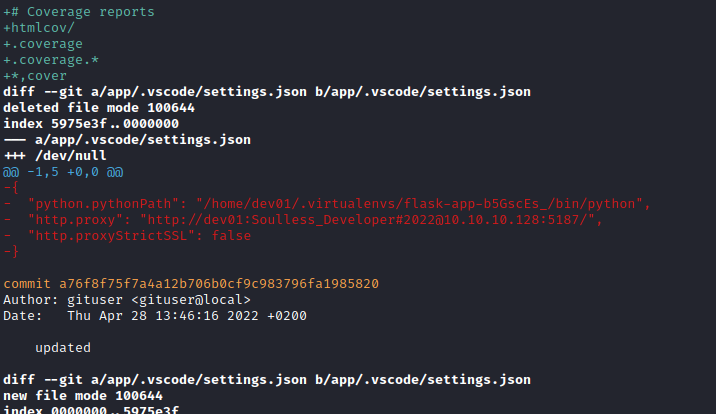 +# Coverage reports
+htmlcov/
+.coverage
+.coverage.*
+*,cover
diff --git a/app/.vscode/settings.json b/app/.vscode/settings.json
deleted file mode 100644
index 5975e3f..0000000
--- a/app/.vscode/settings.json
+++ /dev/null
@@ -1,5 +0,0 @@
-{
-  "python.pythonPath": "/home/dev01/.virtualenvs/flask-app-b5GscEs_/bin/python",
-  "http.proxy": "http://dev01:Soulless_Developer#2022@10.10.10.128:5187/",
-  "http.proxyStrictSSL": false
-}
commit a76f8f75f7a4a12b706b0cf9c983796fa1985820
Author: gituser <gituser@local>
Date:   Thu Apr 28 13:46:16 2022 +0200
updated
diff --git a/app/.vscode/settings.json b/app/.vscode/settings.json
new file mode 100644
index 0000000..5975e3f